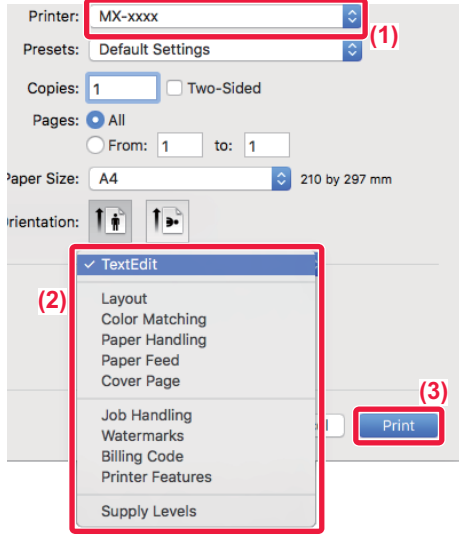 Printer: MX-xxxx
(1)
Presets: Default Settings
Copies: 1 Two-Sided
Pages: All
From: 1 to: 1
Paper Size: A4 210 by 297 mm
Orientation:
✓ TextEdit
(2)
Layout
Color Matching
Paper Handling
Paper Feed
Cover Page
(3)
Job Handling
Watermarks
Billing Code
Printer Features
Print
Supply Levels